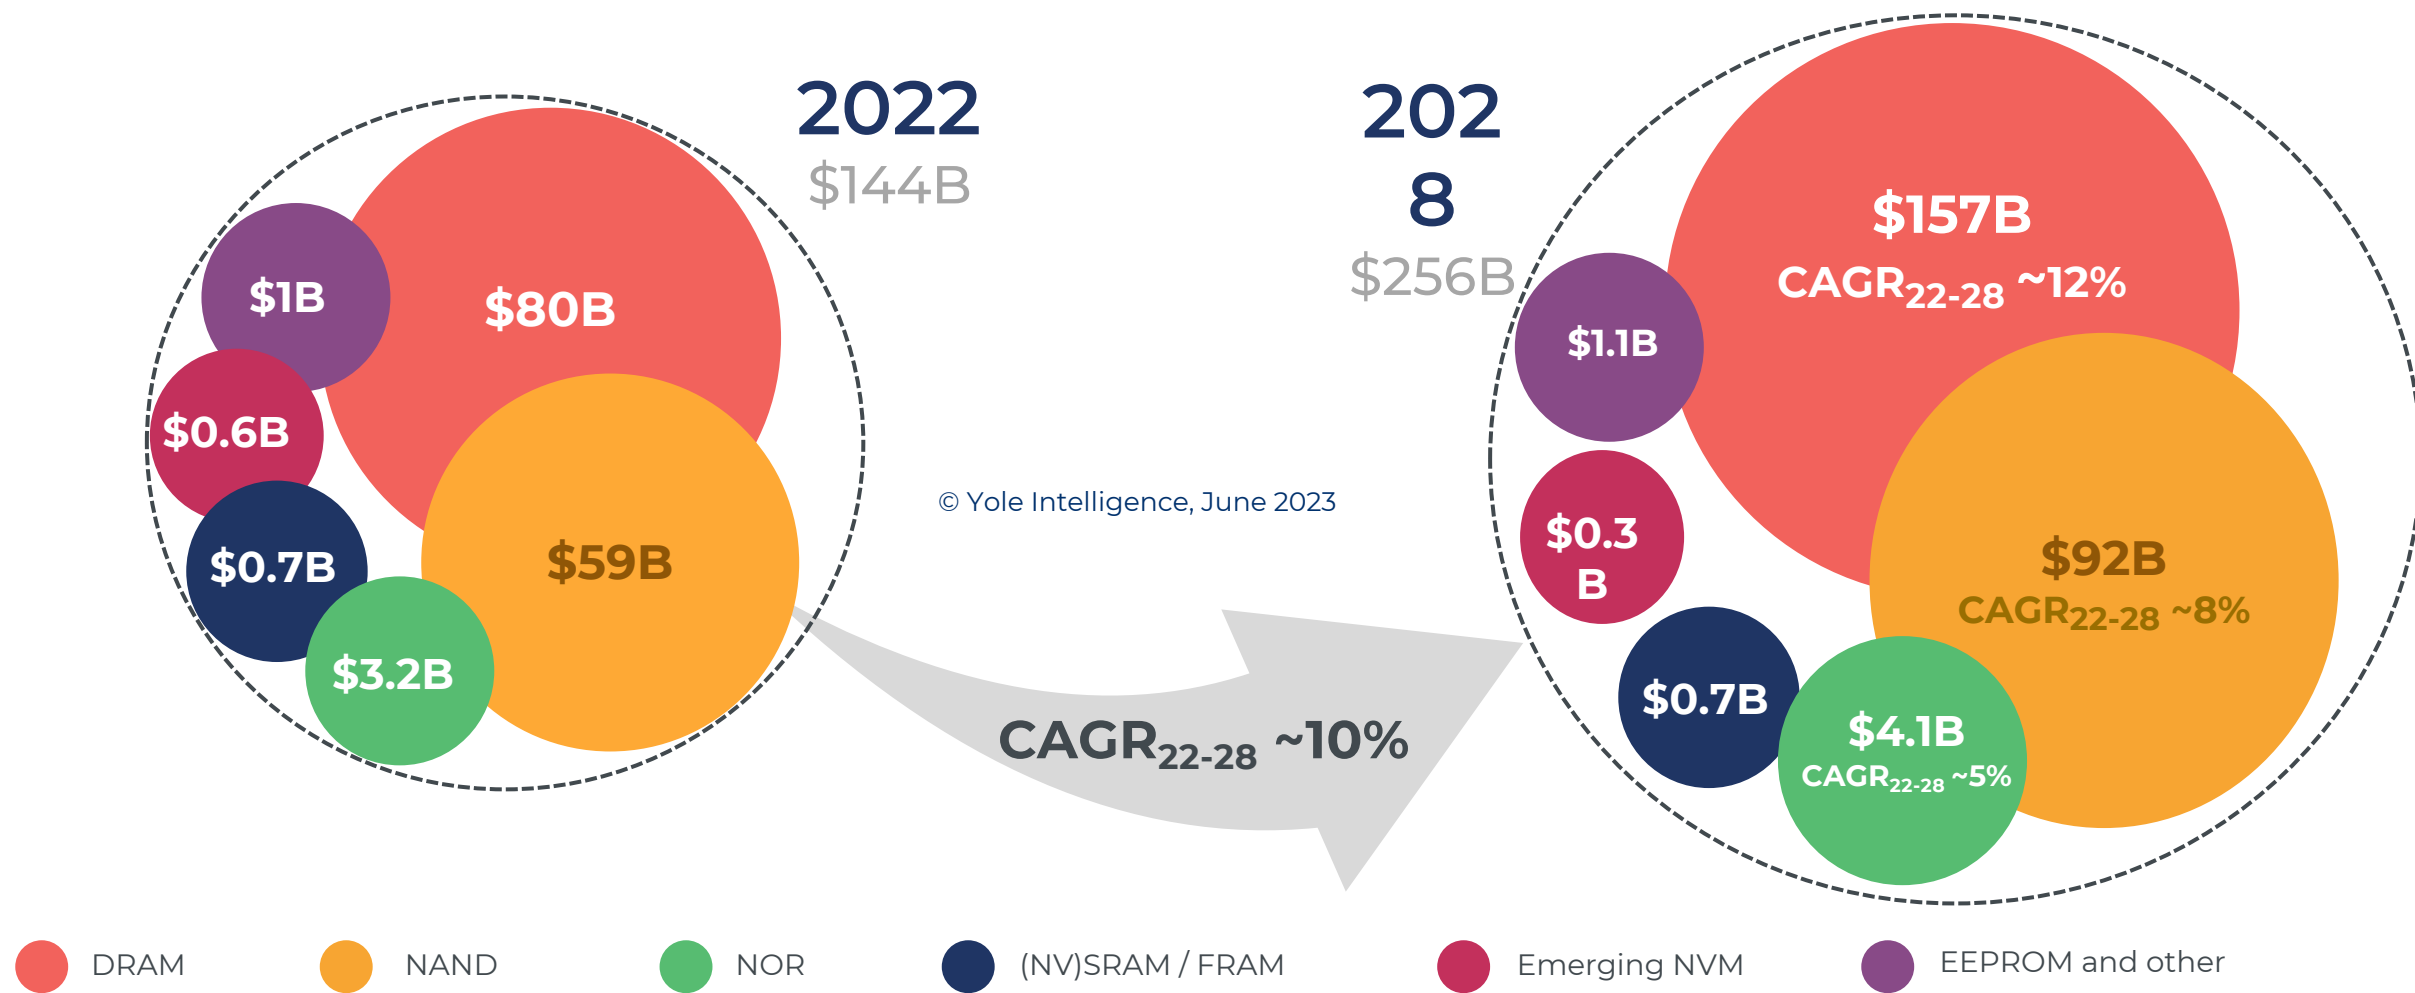 2022
$144B
$80B
$1B
$0.6B
$0.7B
$3.2B
$59B
© Yole Intelligence, June 2023
CAGR22-28 ~10%
202
8
$256B
$157B
CAGR22-28 ~12%
$1.1B
$0.3
B
$0.7B
$4.1B
CAGR22-28 ~5%
$92B
CAGR22-28 ~8%
DRAM
NAND
NOR
(NV)SRAM / FRAM
Emerging NVM
EEPROM and other